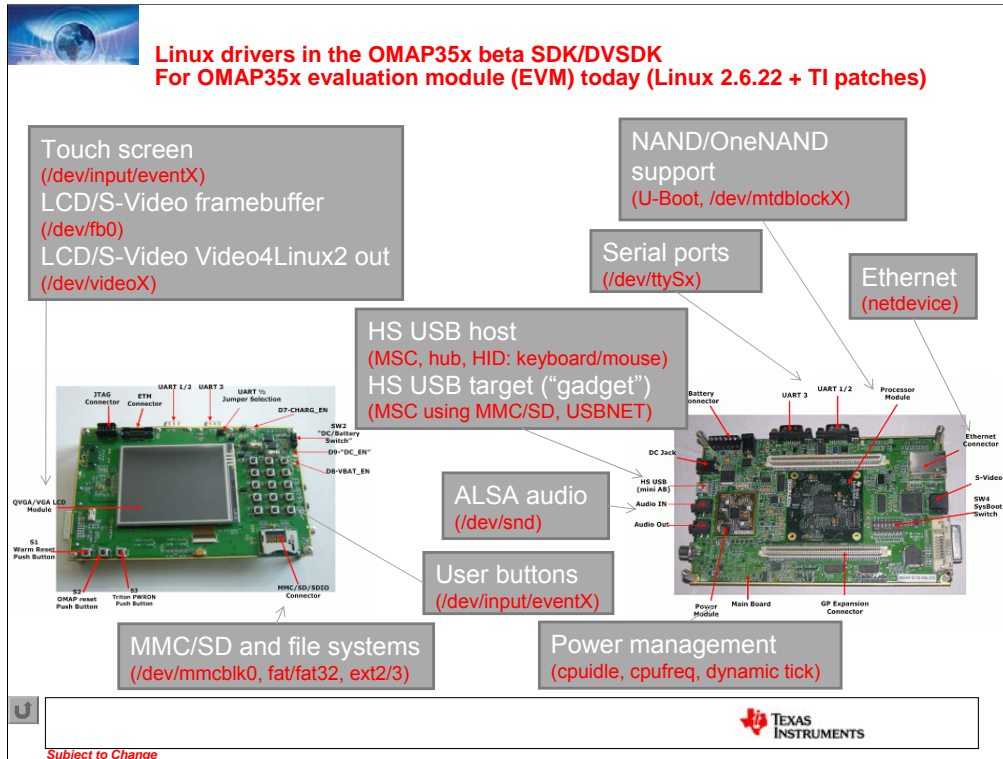 Linux drivers in the OMAP35x beta SDK/DVSDK
For OMAP35x evaluation module (EVM) today (Linux 2.6.22 + TI patches)
Touch screen
(/dev/input/eventX)
LCD/S-Video framebuffer
(/dev/fb0)
LCD/S-Video Video4Linux2 out
(/dev/videoX)
NAND/OneNAND
support
(U-Boot, /dev/mtdblockX)
Serial ports
(/dev/ttySx)
Ethernet
(netdevice)
HS USB host
(MSC, hub, HID: keyboard/mouse)
HS USB target (“gadget”)
(MSC using MMC/SD, USBNET)
JTAG
Connector
ETH
Connector
UART 1/2
UART 3
UART ½
Jumper Selection
D7-CHARG_EN
SW2
"DC/Battery
Switch"
D9-"DC_EN"
D8-VBAT_EN
QVGA/VGA LCD
Module
S1
Warm Reset
Push Button
S2
OMAP reset
Push Button
S3
Triton PWRON
Push Button
MMC/SD/SDIO
Connector
Battery
Connector
UART 3
UART 1/2
Processor
Module
Ethernet
Connector
DC Jack
HS USB
(mini AB)
Audio IN
Audio Out
S-Video
SW4
SysBoot
Switch
Power
Module
Main Board
GP Expansion
Connector
ALSA audio
(/dev/snd)
User buttons
(/dev/input/eventX)
MMC/SD and file systems
(/dev/mmcblk0, fat/fat32, ext2/3)
Power management
(cpuidle, cpufreq, dynamic tick)
TEXAS
INSTRUMENTS
Subject to Change